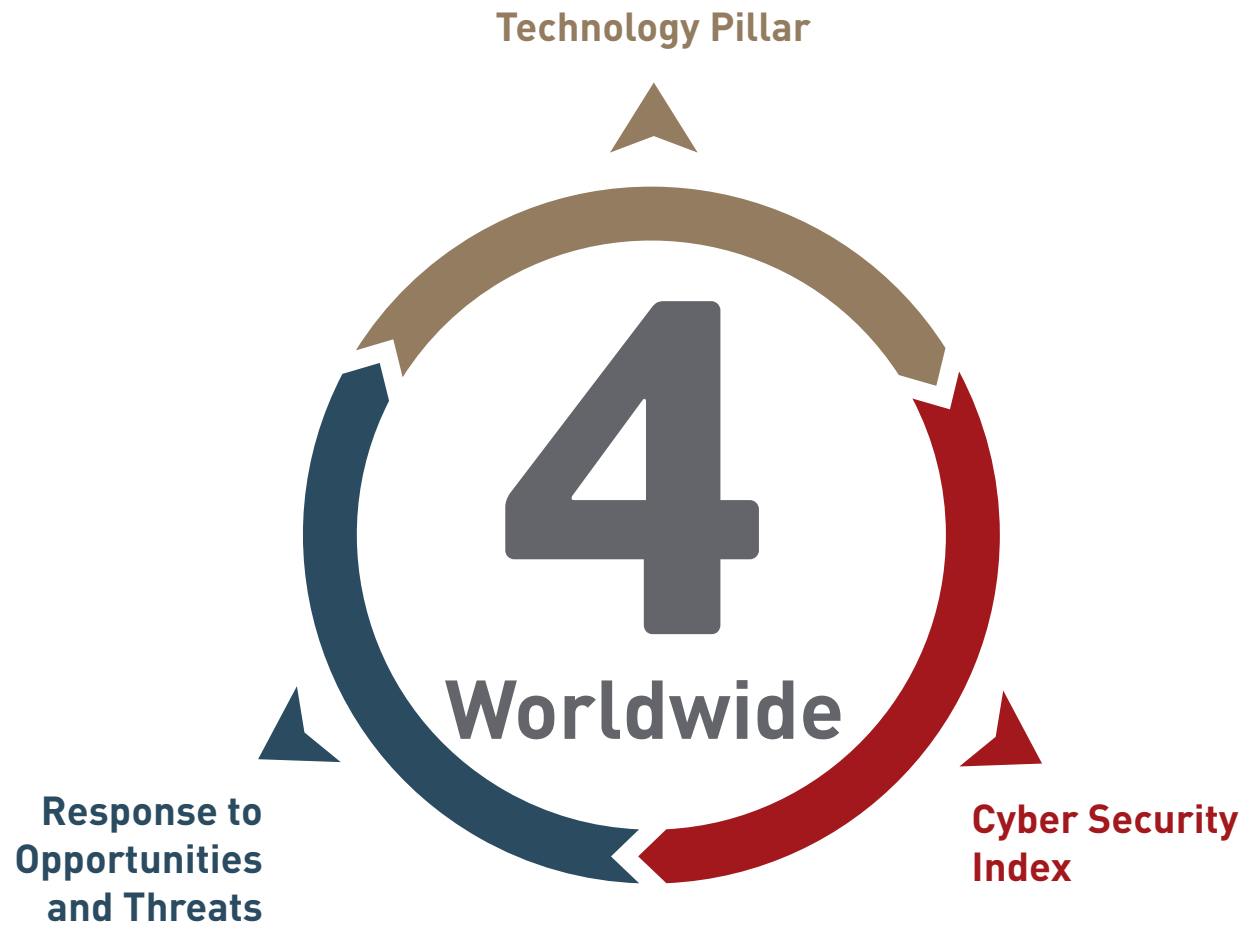 Technology Pillar
4
Worldwide
Response to
Opportunities
and Threats
Cyber Security
Index